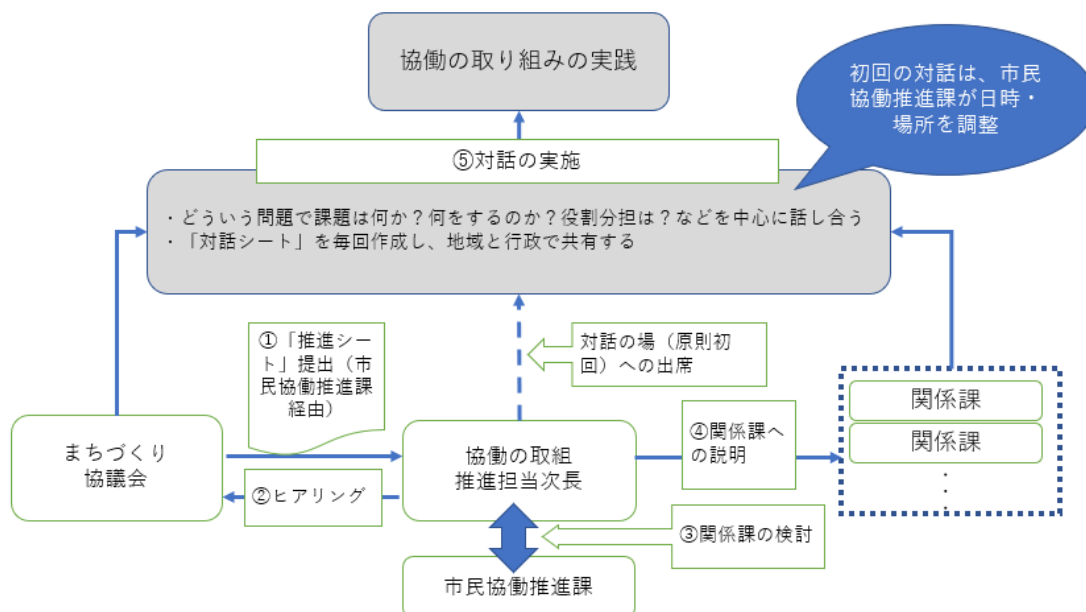 協働の取り組みの実践
初回の対話は、市民
協働推進課が日時・
場所を調整
⑤対話の実施
・どういう問題で課題は何か？何をするのか？役割分担は？などを中心に話し合う
・「対話シート」を毎回作成し、地域と行政で共有する
①「推進シー
ト」提出（市
民協働推進課
経由）
対話の場（原則初
回）への出席
まちづくり
協議会
②ヒアリング
協働の取組
推進担当次長
④関係課へ
の説明
関係課
関係課
・
・
・
③関係課の検討
市民協働推進課